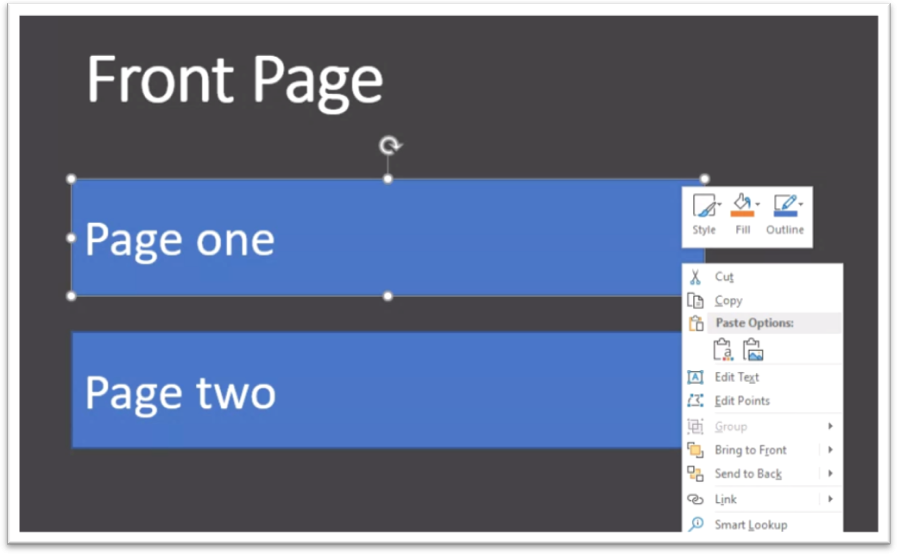 Front Page
Page one
Page two
Style Fill Outline
Cut
Copy
Paste Options:
Edit Text
Edit Points
Group
Bring to Front
Send to Back
Link
Smart Lookup